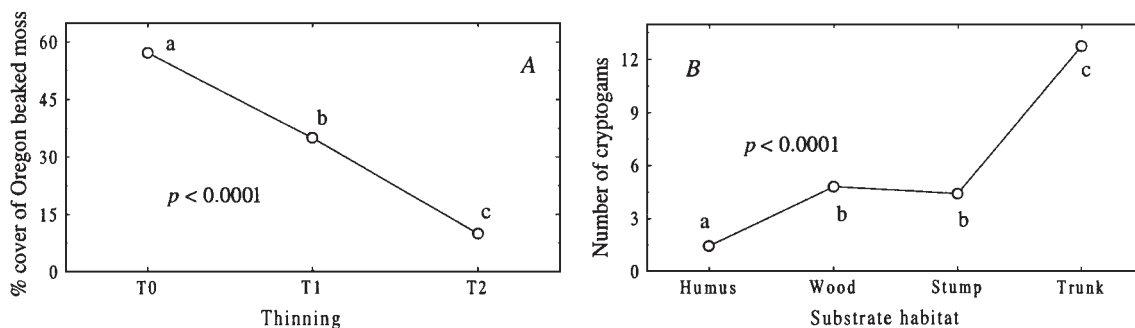 % cover of Oregon beaked moss
60
45
30
15
0
a
b
c
A
p < 0.0001
T0 T1 T2
Thinning
Number of cryptogams
12
9
6
3
0
B
p < 0.0001
a
b
b
c
Humus Wood Stump Trunk
Substrate habitat